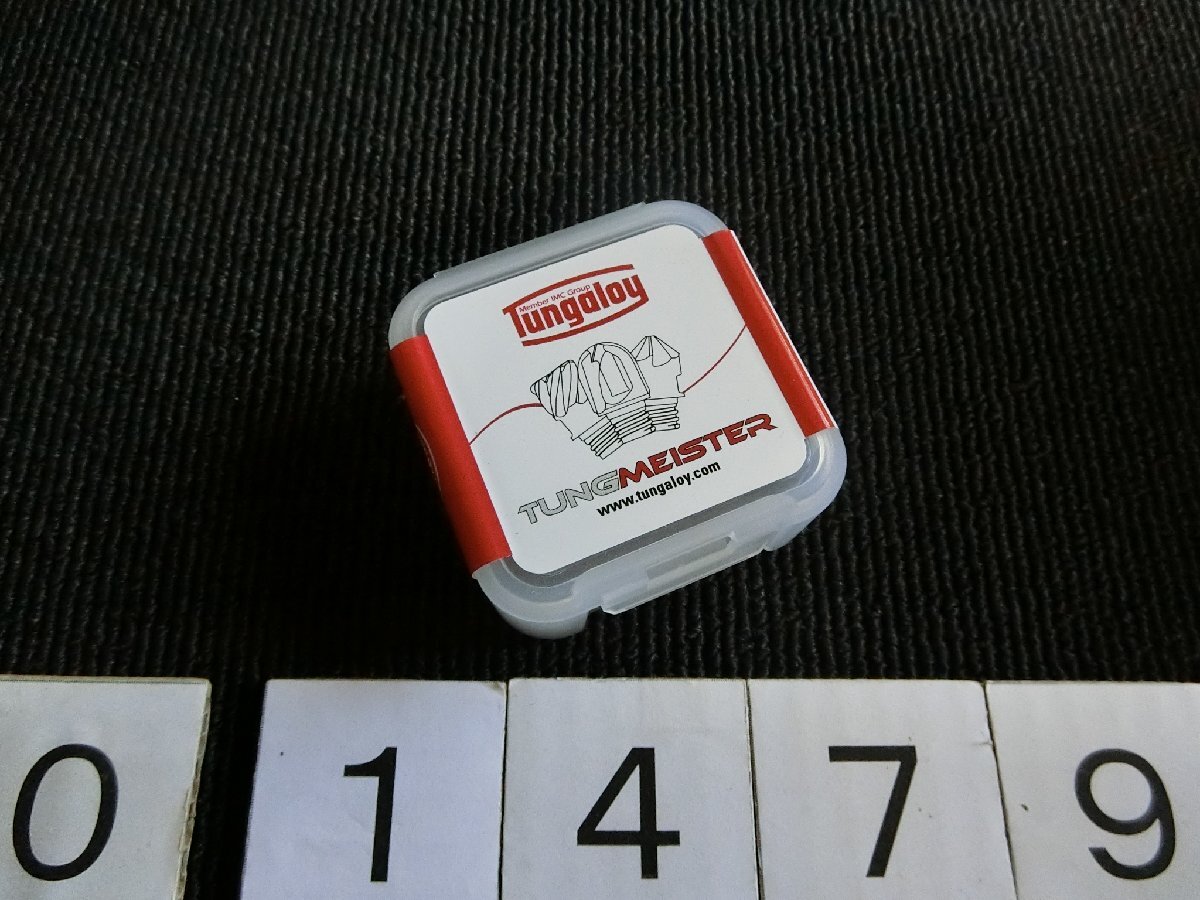 Member IMC Group
Tungaloy
TUNGMEISTER
www.tungaloy.com
0 1 4 7 9